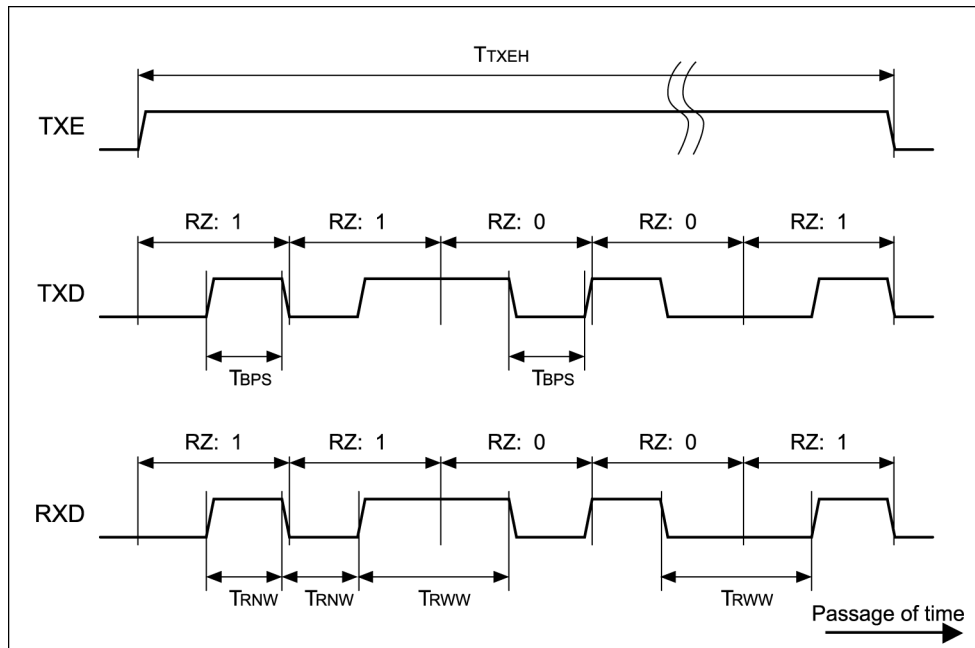 TTXEH
TXE
RZ: 1 RZ: 1 RZ: 0 RZ: 0 RZ: 1
TXD
TBPS TBPS
RZ: 1 RZ: 1 RZ: 0 RZ: 0 RZ: 1
RXD
TRNW TRNW TRWW TRWW
Passage of time